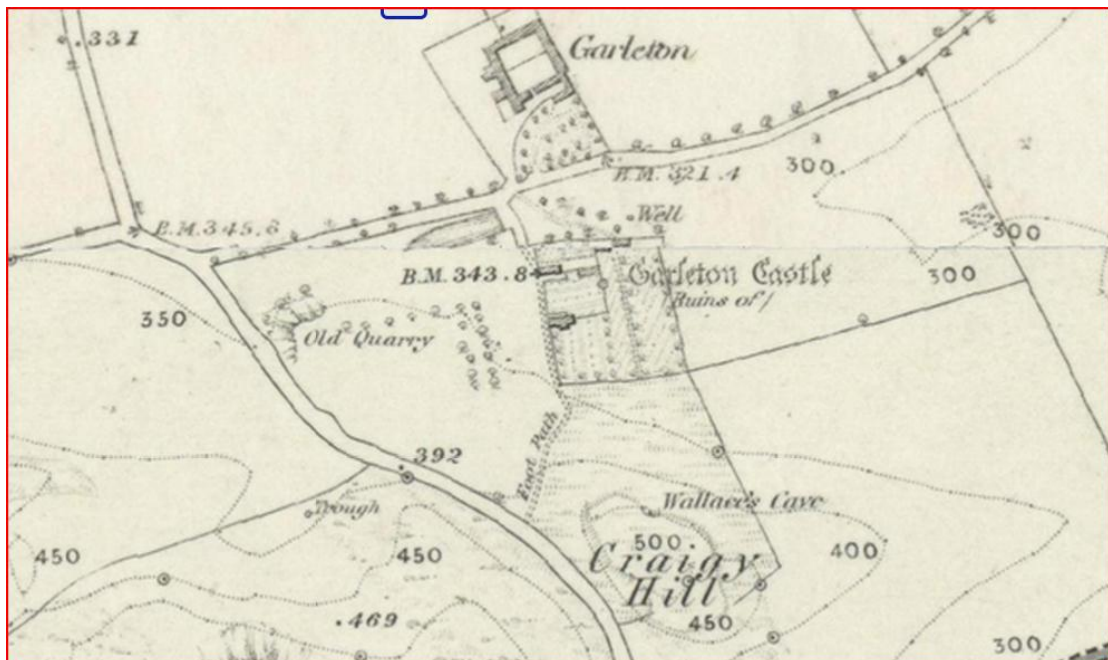 .331
Garleton
B.M. 321.4
300
B.M. 345.6
Well
300
B.M. 343.8
Garleton Castle
Ruins of
300
350
Old Quarry
Foot Path
.392
Trough
Wallace's Cave
450
450
500.
400
Craigy
Hill
.469
450
300